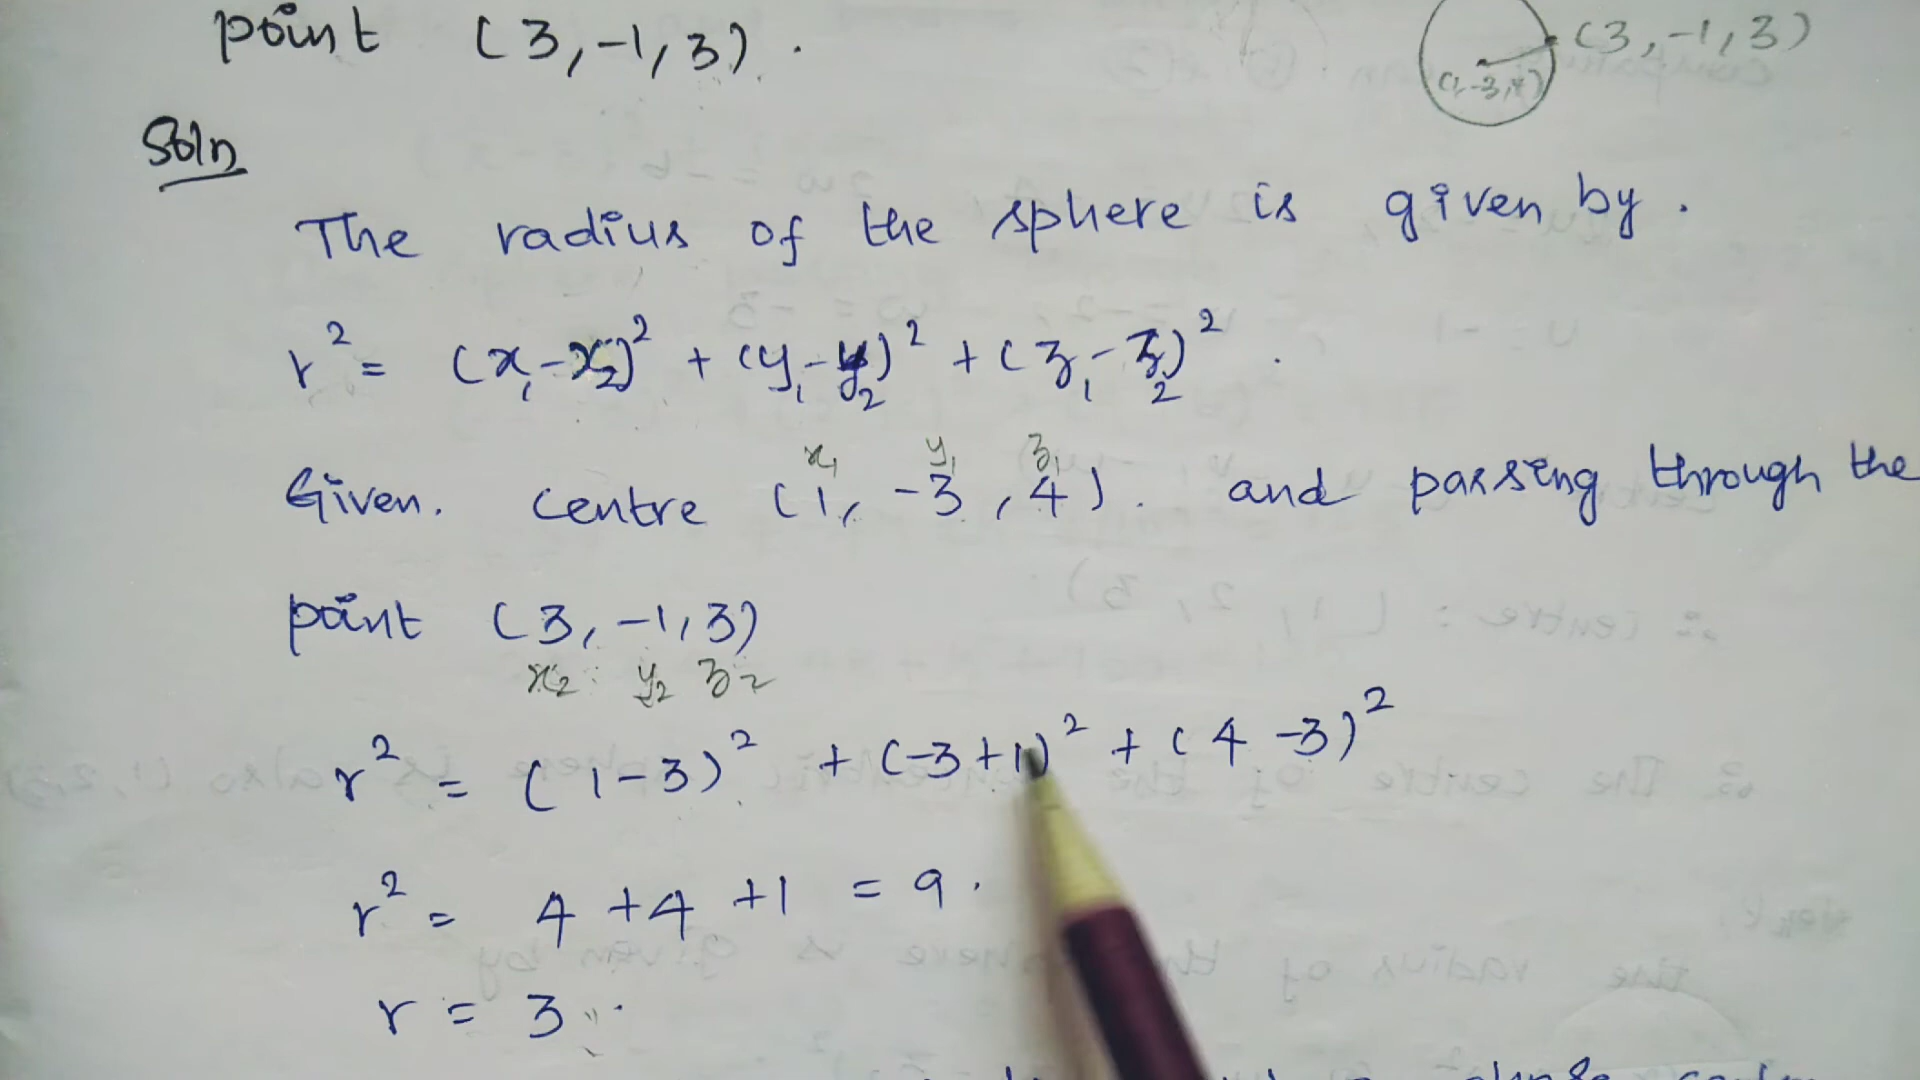 point (3,-1,3).
(3,-1,3)
(1,-3,4)
Soln
The radius of the sphere is given by.
r² = (x₁-x₂)² + (y₁-y₂)² + (z₁-z₂)².
x₁ y₁ z₁
Given. centre (1, -3, 4). and passing through the
point (3, -1, 3)
x₂ y₂ z₂
r² = (1-3)² + (-3+1)² + (4-3)²
r² = 4 + 4 + 1 = 9.
r = 3.